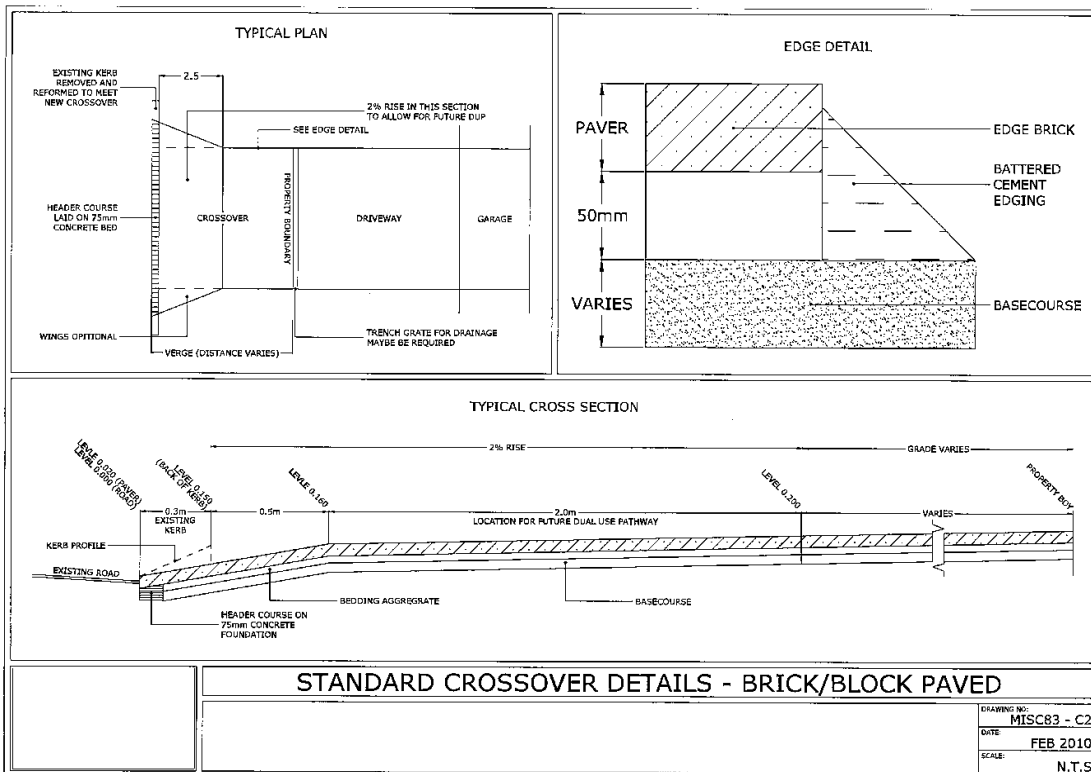 TYPICAL PLAN
EXISTING KERB
REMOVED AND
REFORMED TO MEET
NEW CROSSOVER
2.5
2% RISE IN THIS SECTION
TO ALLOW FOR FUTURE DUP
SEE EDGE DETAIL
HEADER COURSE
LAID ON 75mm
CONCRETE BED
CROSSOVER
PROPERTY BOUNDARY
DRIVEWAY
GARAGE
WINGS OPITIONAL
VERGE (DISTANCE VARIES)
TRENCH GRATE FOR DRAINAGE
MAYBE BE REQUIRED
EDGE DETAIL
PAVER
50mm
VARIES
EDGE BRICK
BATTERED
CEMENT
EDGING
BASECOURSE
TYPICAL CROSS SECTION
2% RISE
GRADE VARIES
LEVLE 0.020 (PAVER)
LEVEL 0.000 (ROAD)
LEVEL 0.150
(BACK OF KERB)
LEVLE 0.160
LEVEL 0.200
PROPERTY BDY
0.3m
EXISTING
KERB
0.5m
2.0m
LOCATION FOR FUTURE DUAL USE PATHWAY
VARIES
KERB PROFILE
EXISTING ROAD
BEDDING AGGREGRATE
BASECOURSE
HEADER COURSE ON
75mm CONCRETE
FOUNDATION
STANDARD CROSSOVER DETAILS - BRICK/BLOCK PAVED
DRAWING NO:
MISC83 - C2
DATE:
FEB 2010
SCALE:
N.T.S